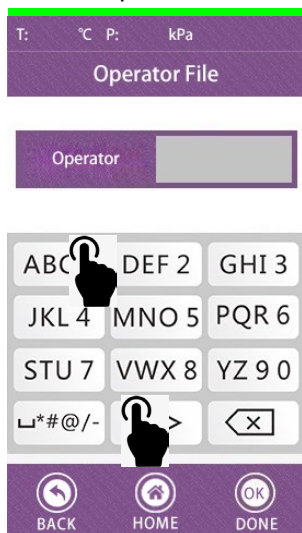 T: ℃ P: kPa
Operator File
Operator
ABC
DEF 2
GHI 3
JKL 4
MNO 5
PQR 6
STU 7
VWX 8
YZ 9 0
␣*#@/-
>
BACK
HOME
OK
DONE